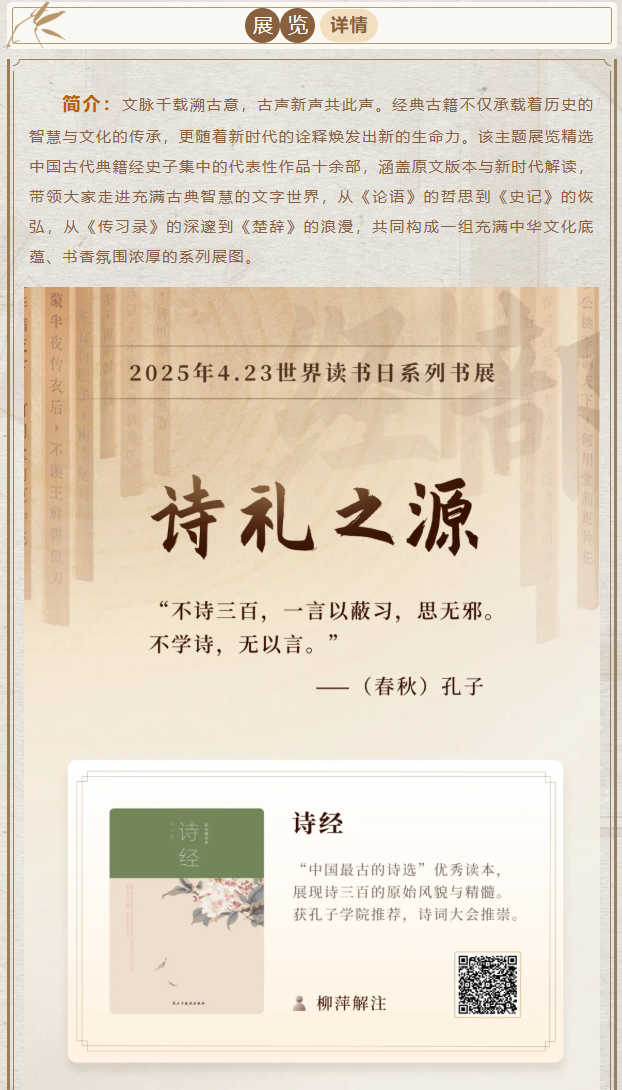 展览 详情
简介：文脉千载溯古意，古声新声共此声。经典古籍不仅承载着历史的
智慧与文化的传承，更随着新时代的诠释焕发出新的生命力。该主题展览精选
中国古代典籍经史子集中的代表性作品十余部，涵盖原文版本与新时代解读，
带领大家走进充满古典智慧的文字世界，从《论语》的哲思到《史记》的恢
弘，从《传习录》的深邃到《楚辞》的浪漫，共同构成一组充满中华文化底
蕴、书香氛围浓厚的系列展图。
经部
2025年4.23世界读书日系列书展
诗礼之源
“不诗三百，一言以蔽习，思无邪。
不学诗，无以言。”
——（春秋）孔子
诗经
诗经
“中国最古的诗选”优秀读本，
展现诗三百的原始风貌与精髓。
获孔子学院推荐，诗词大会推崇。
柳萍解注